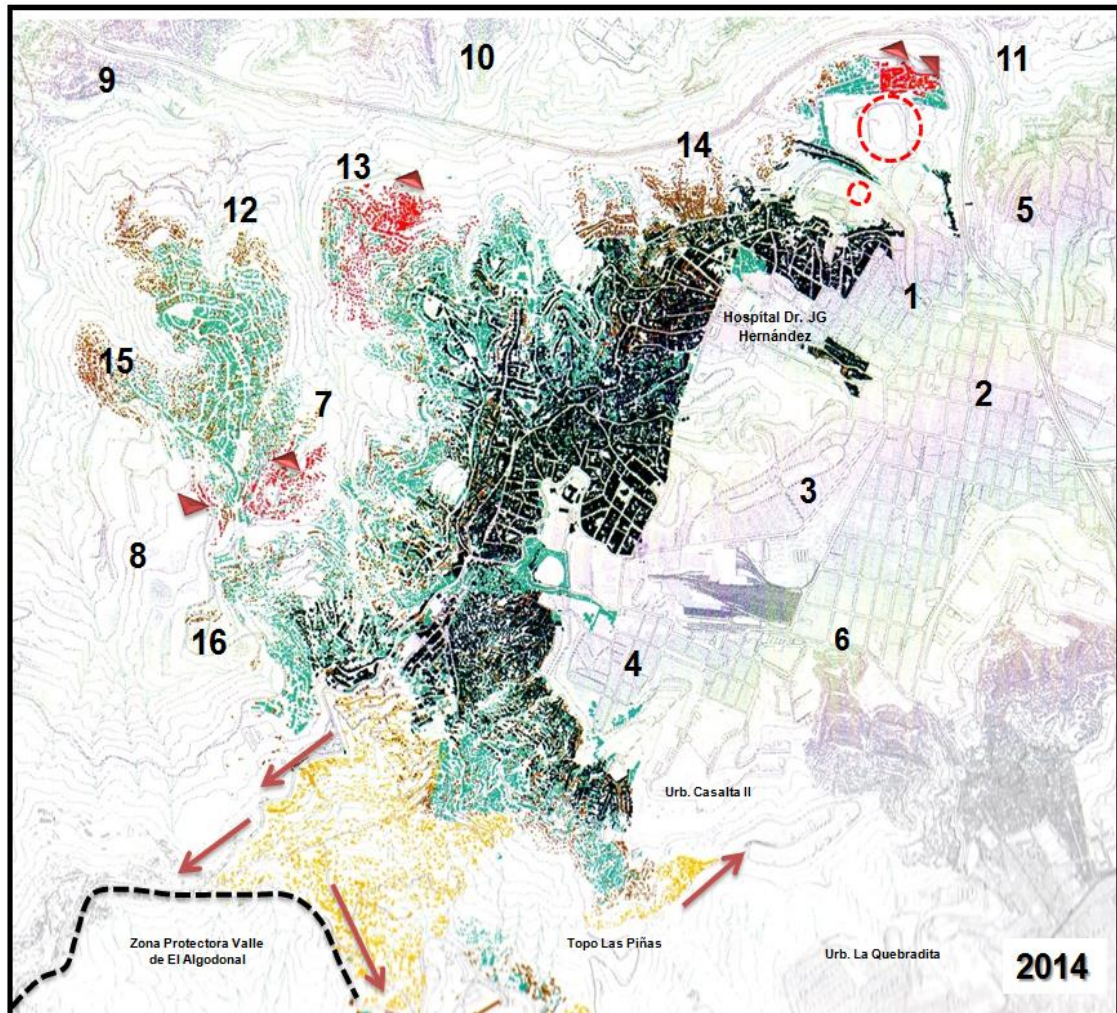 10
11
9
13
14
12
5
1
Hospital Dr. JG
Hernández
15
7
2
3
8
16
4
6
Urb. Casalta II
Zona Protectora Valle
de El Algodonal
Topo Las Piñas
Urb. La Quebradita
2014